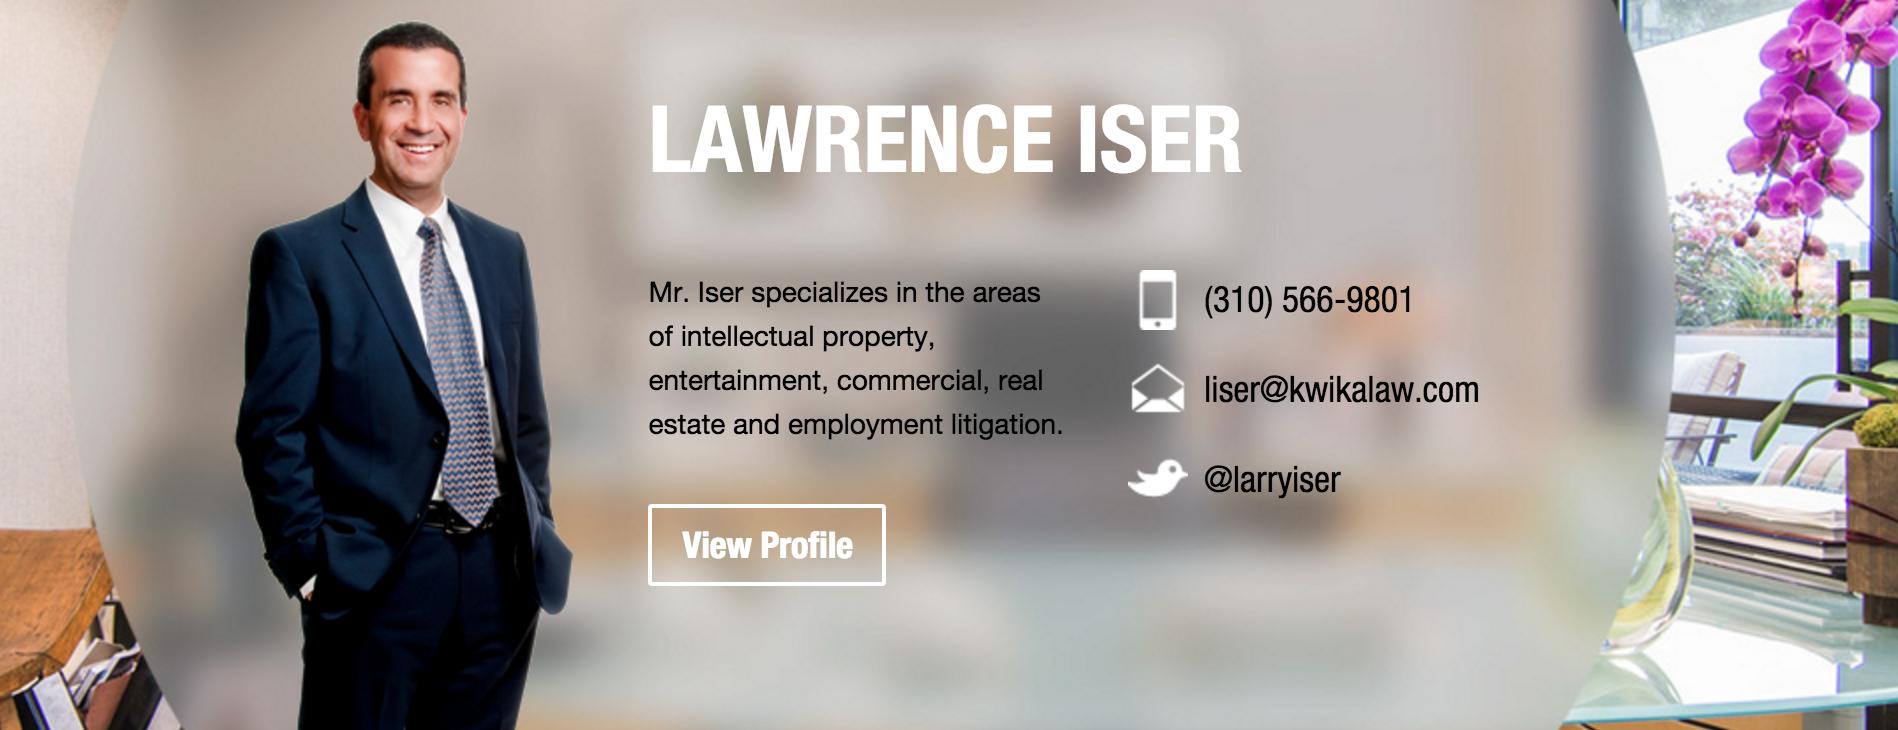 LAWRENCE ISER
Mr. Iser specializes in the areas
of intellectual property,
entertainment, commercial, real
estate and employment litigation.
View Profile
(310) 566-9801
liser@kwikalaw.com
@larryiser